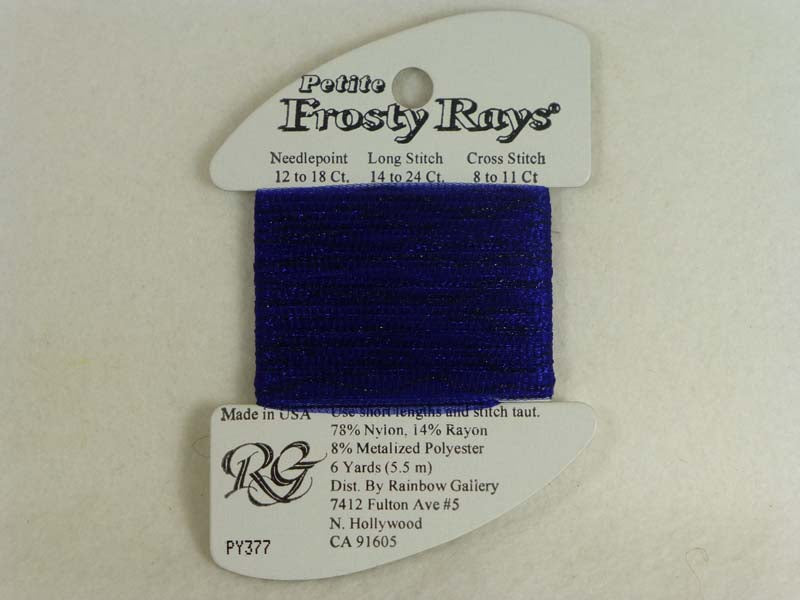 Petite
Frosty Rays®
Needlepoint Long Stitch Cross Stitch
12 to 18 Ct. 14 to 24 Ct. 8 to 11 Ct
Made in USA Use short lengths and stitch taut.
78% Nylon, 14% Rayon
8% Metalized Polyester
6 Yards (5.5 m)
RG
Dist. By Rainbow Gallery
7412 Fulton Ave #5
N. Hollywood
PY377 CA 91605